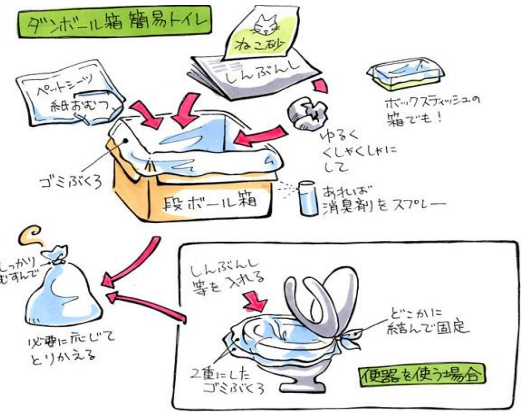 ダンボール箱 簡易トイレ
ねこ砂
しんぶんし
ペットシーツ
紙おむつ
ボックスティッシュの
箱でも!
ゆるく
くしゃくしゃに
して
ゴミぶくろ
段ボール箱
あれば
消臭剤をスプレー
しっかり
むすんで
必要に応じて
とりかえる
しんぶんし
等を入れる
どこかに
結んで固定
2重にした
ゴミぶくろ
便器を使う場合